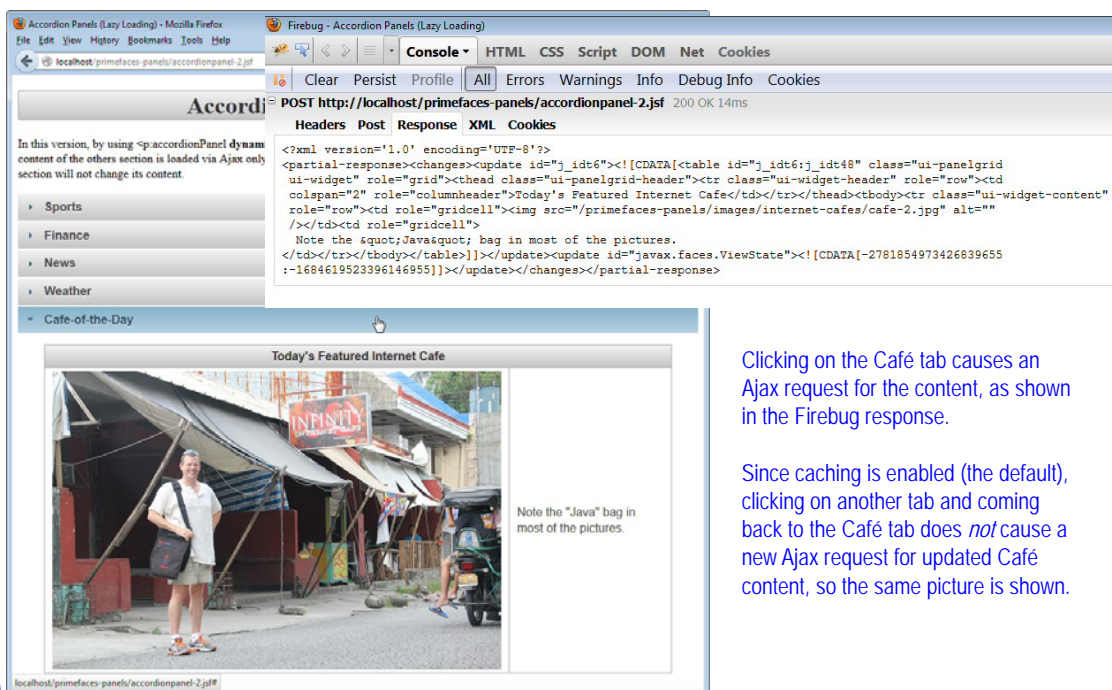 Accordion Panels (Lazy Loading) - Mozilla Firefox
File Edit View History Bookmarks Tools Help
localhost/primefaces-panels/accordionpanel-2.jsf
Accordi
In this version, by using <p:accordionPanel dynam
content of the others section is loaded via Ajax only
section will not change its content.
Sports
Finance
News
Weather
Cafe-of-the-Day
Today's Featured Internet Cafe
INFINITY
Note the "Java" bag in
most of the pictures.
localhost/primefaces-panels/accordionpanel-2.jsf#
Firebug - Accordion Panels (Lazy Loading)
Console HTML CSS Script DOM Net Cookies
Clear Persist Profile All Errors Warnings Info Debug Info Cookies
POST http://localhost/primefaces-panels/accordionpanel-2.jsf 200 OK 14ms
Headers Post Response XML Cookies
<?xml version='1.0' encoding='UTF-8'?>
<partial-response><changes><update id="j_idt6"><![CDATA[<table id="j_idt6:j_idt48" class="ui-panelgrid
ui-widget" role="grid"><thead class="ui-panelgrid-header"><tr class="ui-widget-header" role="row"><td
colspan="2" role="columnheader">Today's Featured Internet Cafe</td></tr></thead><tbody><tr class="ui-widget-content"
role="row"><td role="gridcell"><img src="/primefaces-panels/images/internet-cafes/cafe-2.jpg" alt=""
/></td><td role="gridcell">
Note the &quot;Java&quot; bag in most of the pictures.
</td></tr></tbody></table>]]></update><update id="javax.faces.ViewState"><![CDATA[-2781854973426839655
:-1684619523396146955]]></update></changes></partial-response>
Clicking on the Café tab causes an
Ajax request for the content, as shown
in the Firebug response.
Since caching is enabled (the default),
clicking on another tab and coming
back to the Café tab does not cause a
new Ajax request for updated Café
content, so the same picture is shown.